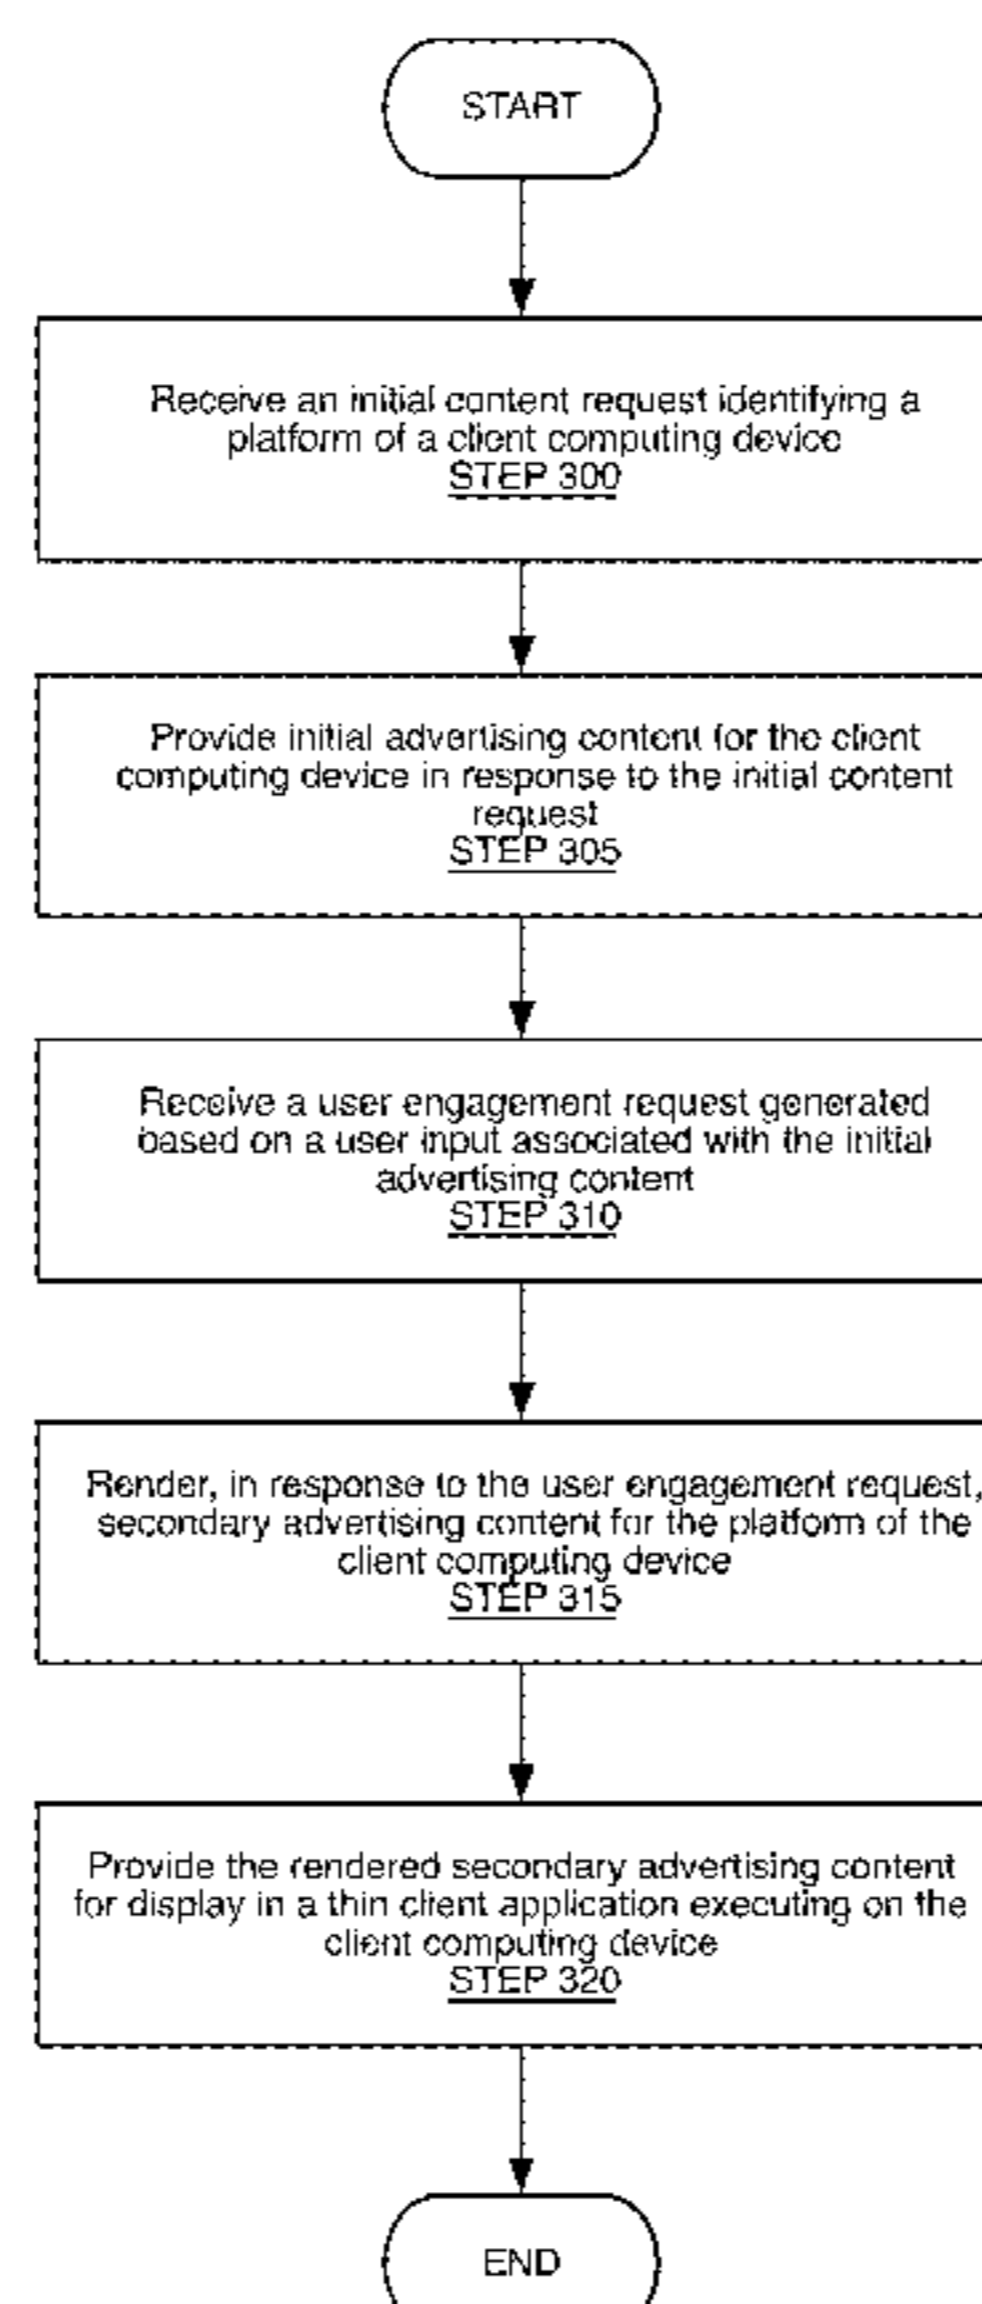 START
Receive an initial content request identifying a
platform of a client computing device
STEP 300
Provide initial advertising content for the client
computing device in response to the initial content
request
STEP 305
Receive a user engagement request generated
based on a user input associated with the initial
advertising content
STEP 310
Render, in response to the user engagement request,
secondary advertising content for the platform of the
client computing device
STEP 315
Provide the rendered secondary advertising content
for display in a thin client application executing on the
client computing device
STEP 320
END